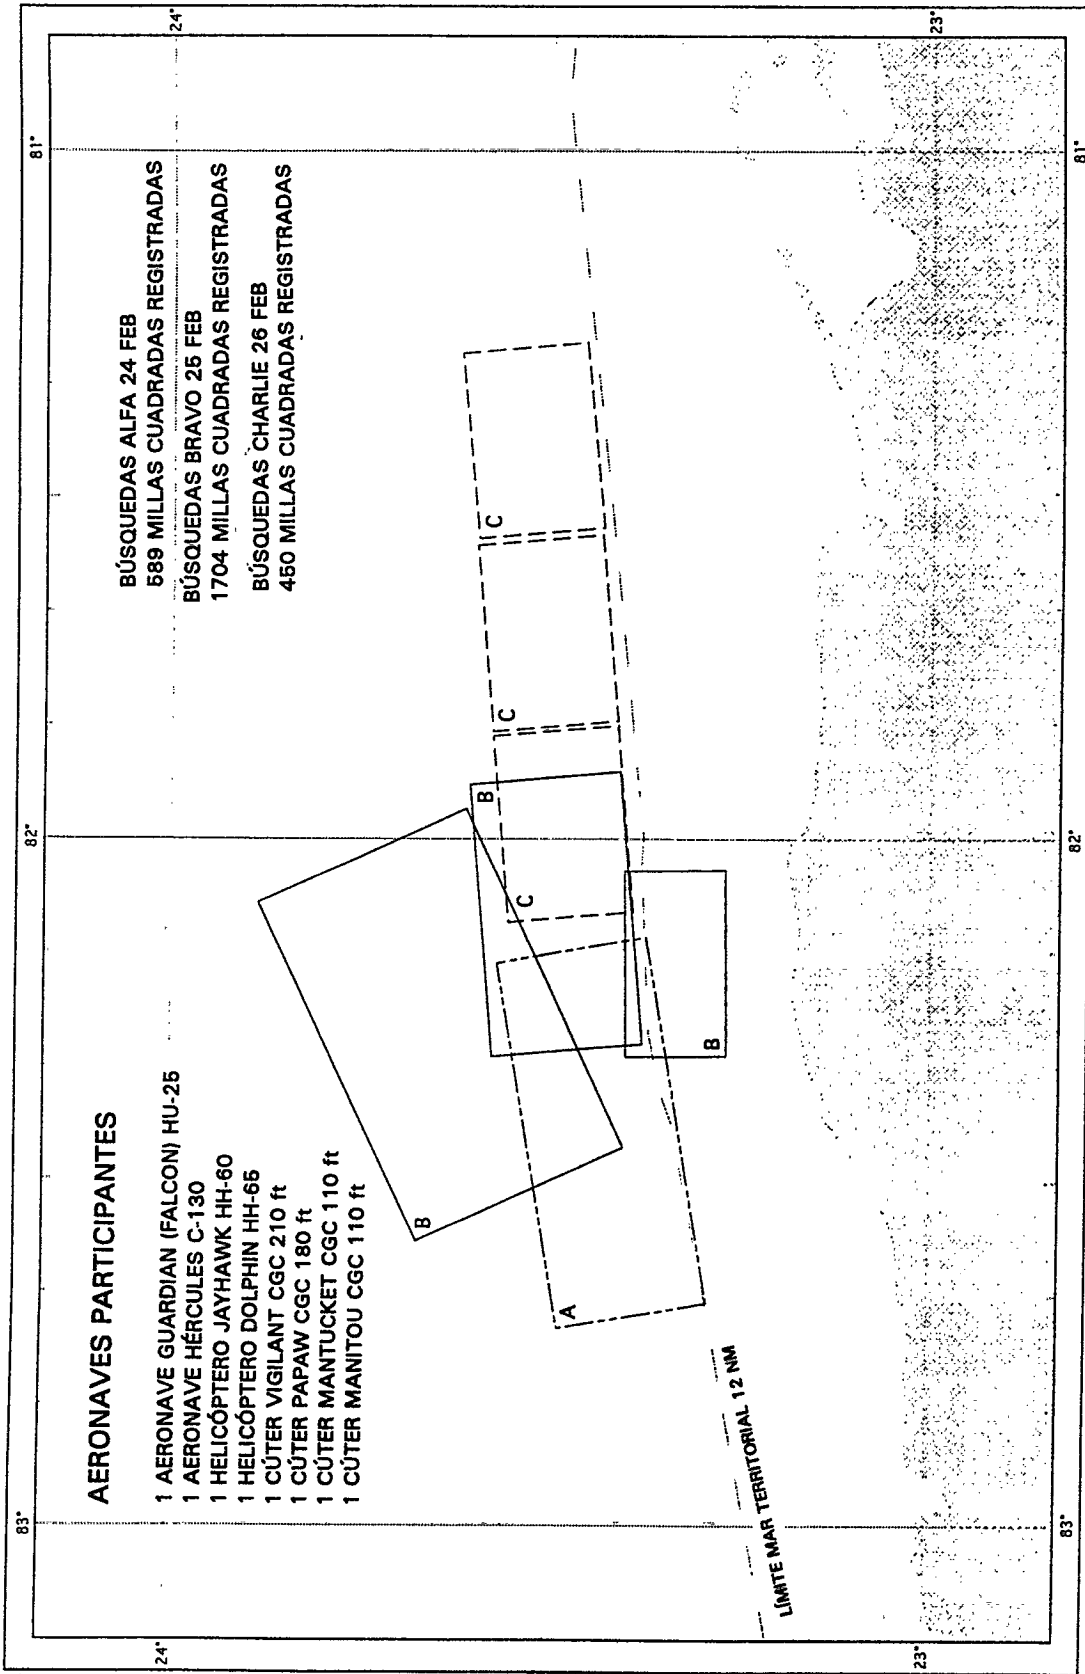 83°
82°
81°
24°
24°
AERONAVES PARTICIPANTES
1 AERONAVE GUARDIAN (FALCON) HU-25
1 AERONAVE HÉRCULES C-130
1 HELICÓPTERO JAYHAWK HH-60
1 HELICÓPTERO DOLPHIN HH-65
1 CÚTER VIGILANT CGC 210 ft
1 CÚTER PAPAW CGC 180 ft
1 CÚTER MANTUCKET CGC 110 ft
1 CÚTER MANITOU CGC 110 ft
BÚSQUEDAS ALFA 24 FEB
589 MILLAS CUADRADAS REGISTRADAS
BÚSQUEDAS BRAVO 25 FEB
1704 MILLAS CUADRADAS REGISTRADAS
BÚSQUEDAS CHARLIE 26 FEB
450 MILLAS CUADRADAS REGISTRADAS
B
B
C
C
C
A
B
LÍMITE MAR TERRITORIAL 12 NM
23°
23°
83°
82°
81°